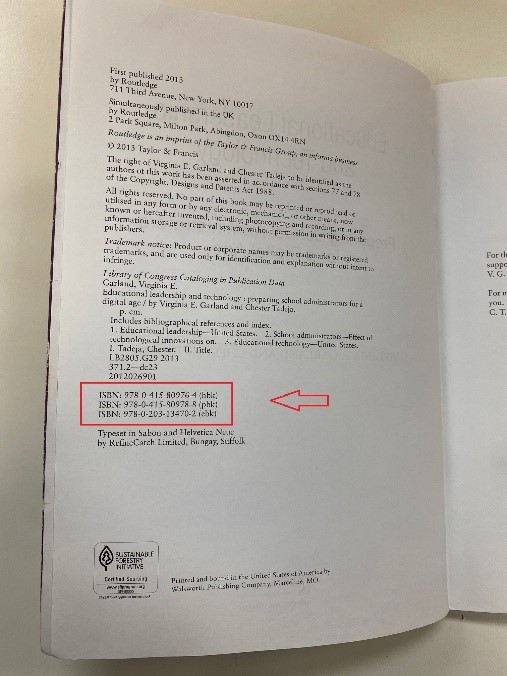 First published 2013
by Routledge
711 Third Avenue, New York, NY 10017
Simultaneously published in the UK
by Routledge
2 Park Square, Milton Park, Abingdon, Oxon OX14 4RN
Routledge is an imprint of the Taylor & Francis Group, an informa business
© 2013 Taylor & Francis
The right of Virginia E. Garland and Chester Tadeja to be identified as the
authors of this work has been asserted in accordance with sections 77 and 78
of the Copyright, Designs and Patents Act 1988.
All rights reserved. No part of this book may be reprinted or reproduced or
utilised in any form or by any electronic, mechanical, or other means, now
known or hereafter invented, including photocopying and recording, or in any
information storage or retrieval system, without permission in writing from the
publishers.
Trademark notice: Product or corporate names may be trademarks or registered
trademarks, and are used only for identification and explanation without intent to
infringe.
Library of Congress Cataloging in Publication Data
Garland, Virginia E.
Educational leadership and technology : preparing school administrators for a
digital age / by Virginia E. Garland and Chester Tadeja.
p. cm.
Includes bibliographical references and index.
1. Educational leadership—United States. 2. School administrators—Effect of
technological innovations on. 3. Educational technology—United States.
I. Tadeja, Chester. II. Title.
LB2805.G29 2013
371.2—dc23
2012026901
ISBN: 978-0-415-80976-4 (hbk)
ISBN: 978-0-415-80978-8 (pbk)
ISBN: 978-0-203-13470-2 (ebk)
Typeset in Sabon and Helvetica Neue
by RefineCatch Limited, Bungay, Suffolk
SUSTAINABLE
FORESTRY
INITIATIVE
Certified Sourcing
www.sfiprogram.org
Printed and bound in the United States of America by
Walsworth Publishing Company, Marceline, MO.
For th
suppo
V. G.
For m
you.
C. T.